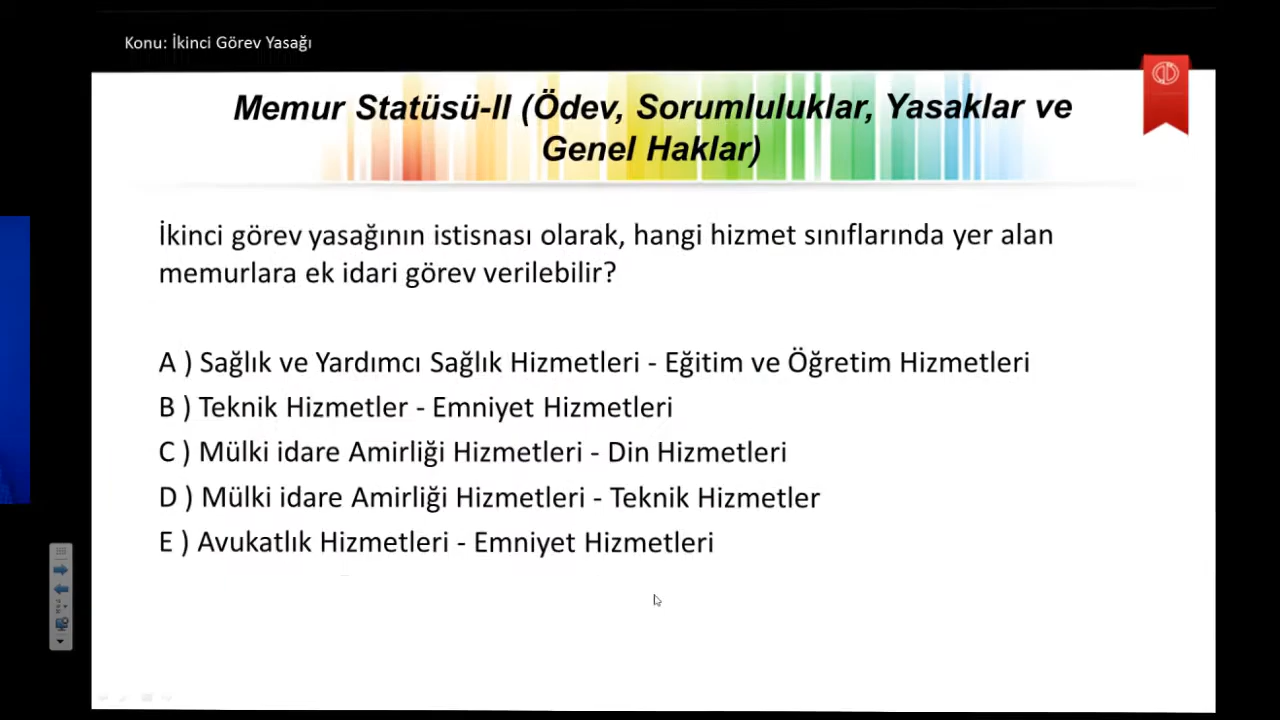 Konu: İkinci Görev Yasağı
Memur Statüsü-II (Ödev, Sorumluluklar, Yasaklar ve
Genel Haklar)
İkinci görev yasağının istisnası olarak, hangi hizmet sınıflarında yer alan
memurlara ek idari görev verilebilir?
A ) Sağlık ve Yardımcı Sağlık Hizmetleri - Eğitim ve Öğretim Hizmetleri
B ) Teknik Hizmetler - Emniyet Hizmetleri
C ) Mülki idare Amirliği Hizmetleri - Din Hizmetleri
D ) Mülki idare Amirliği Hizmetleri - Teknik Hizmetler
E ) Avukatlık Hizmetleri - Emniyet Hizmetleri